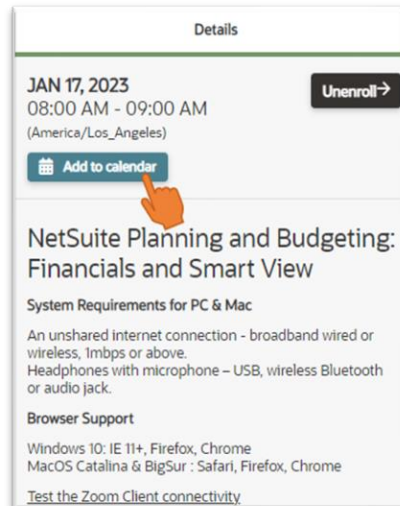 Details
JAN 17, 2023
08:00 AM - 09:00 AM
(America/Los_Angeles)
Unenroll→
Add to calendar
NetSuite Planning and Budgeting:
Financials and Smart View
System Requirements for PC & Mac
An unshared internet connection - broadband wired or
wireless, 1mbps or above.
Headphones with microphone – USB, wireless Bluetooth
or audio jack.
Browser Support
Windows 10: IE 11+, Firefox, Chrome
MacOS Catalina & BigSur : Safari, Firefox, Chrome
Test the Zoom Client connectivity